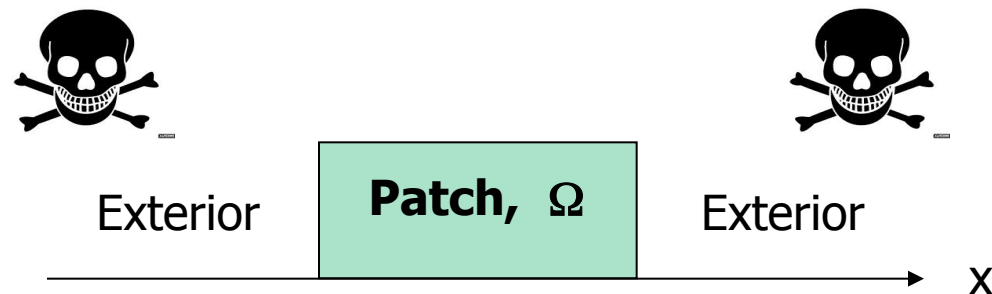 Exterior
Patch, Ω
Exterior
x